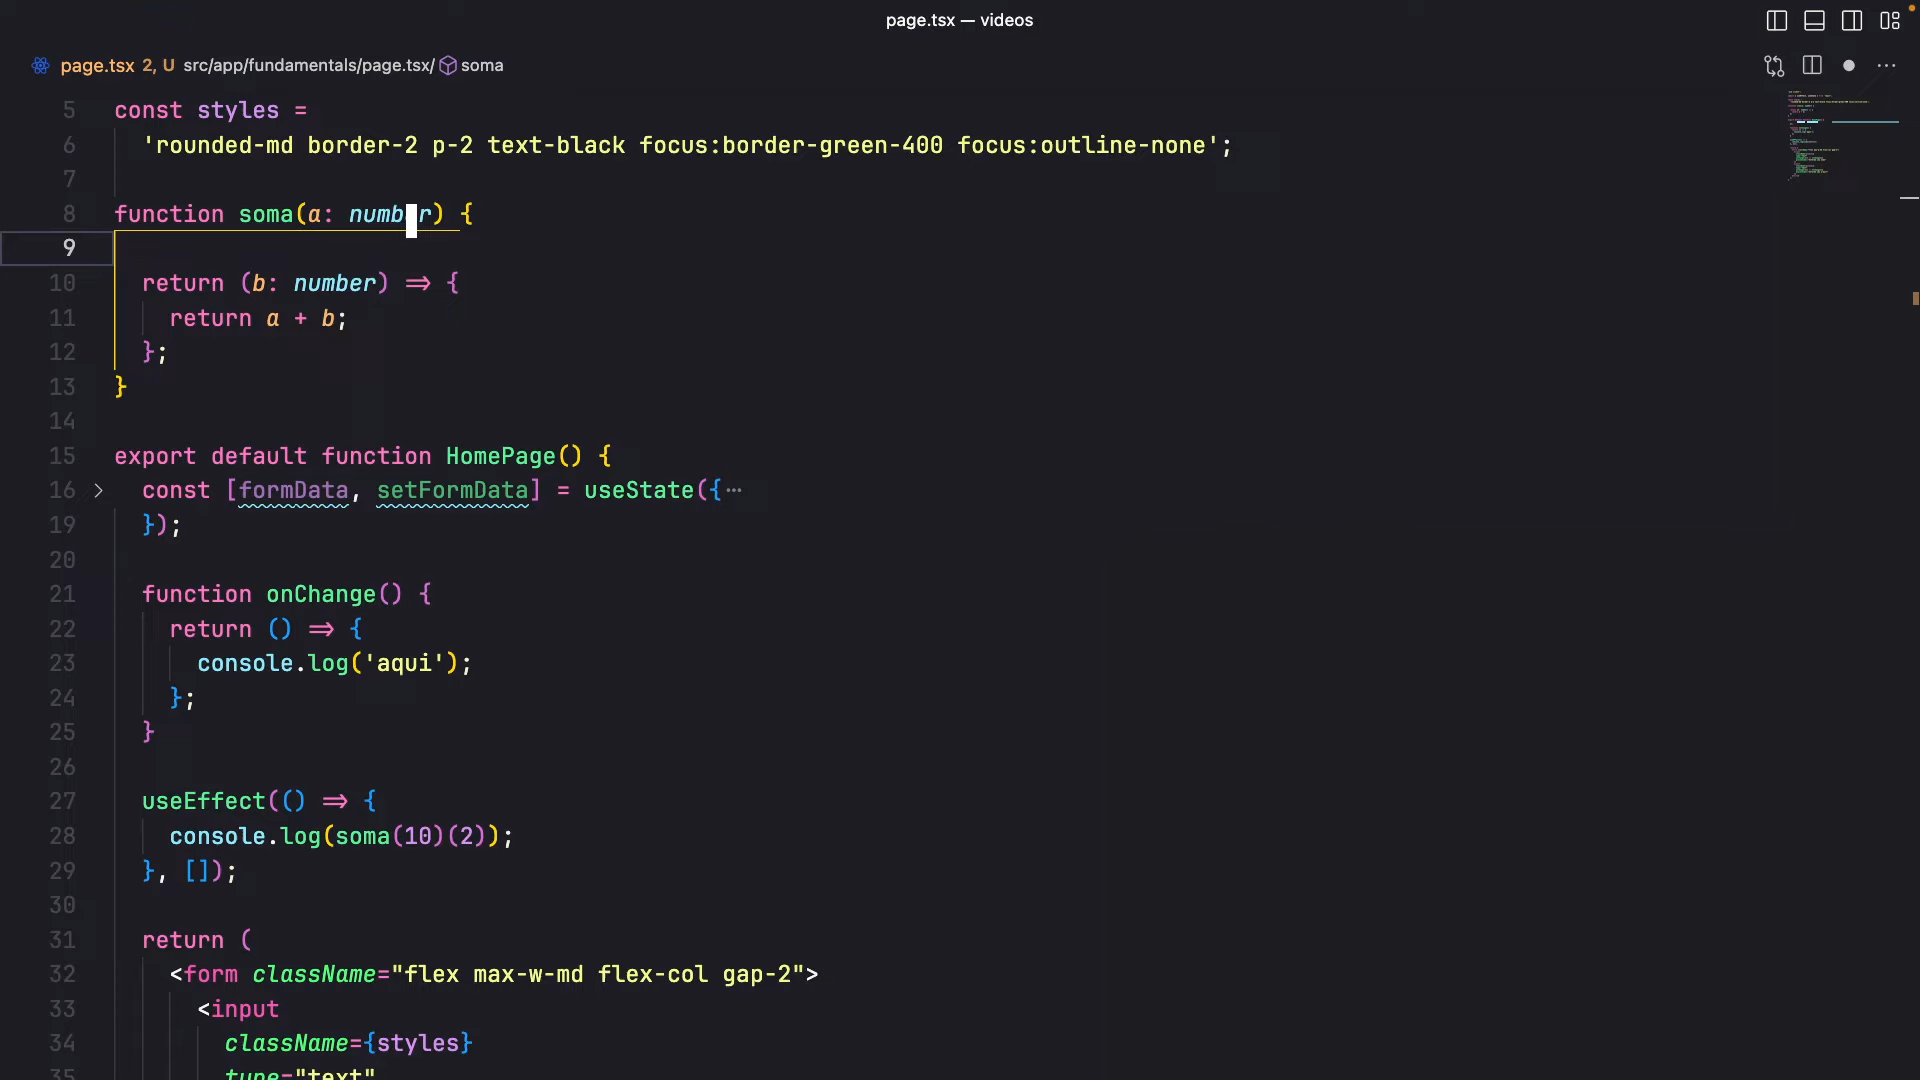 page.tsx — videos
page.tsx 2, U src/app/fundamentals/page.tsx/ soma
5 const styles =
6 'rounded-md border-2 p-2 text-black focus:border-green-400 focus:outline-none';
7
8 function soma(a: number) {
9
10 return (b: number) => {
11 return a + b;
12 };
13 }
14
15 export default function HomePage() {
16 const [formData, setFormData] = useState({ ···
19 });
20
21 function onChange() {
22 return () => {
23 console.log('aqui');
24 };
25 }
26
27 useEffect(() => {
28 console.log(soma(10)(2));
29 }, []);
30
31 return (
32 <form className="flex max-w-md flex-col gap-2">
33 <input
34 className={styles}
35 type="text"